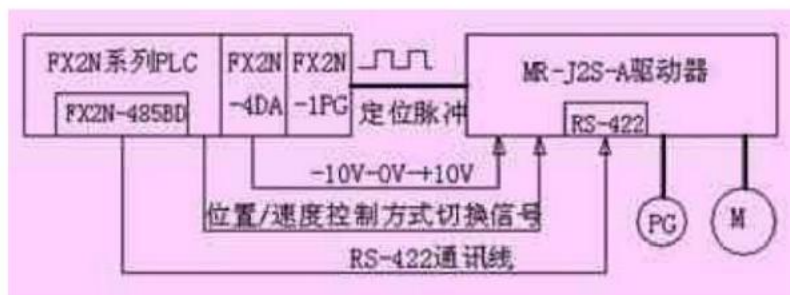 FX2N系列PLC
FX2N-485BD
FX2N
-4DA
FX2N
-1PG
定位脉冲
MR-J2S-A驱动器
RS-422
-10V-0V-+10V
位置/速度控制方式切换信号
RS-422通讯线
PG
M